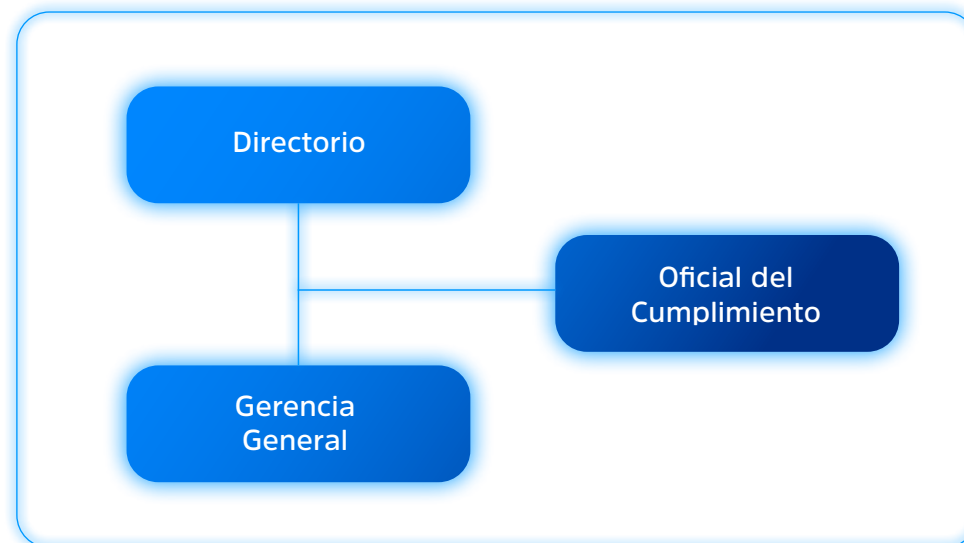 Directorio
Oficial del
Cumplimiento
Gerencia
General